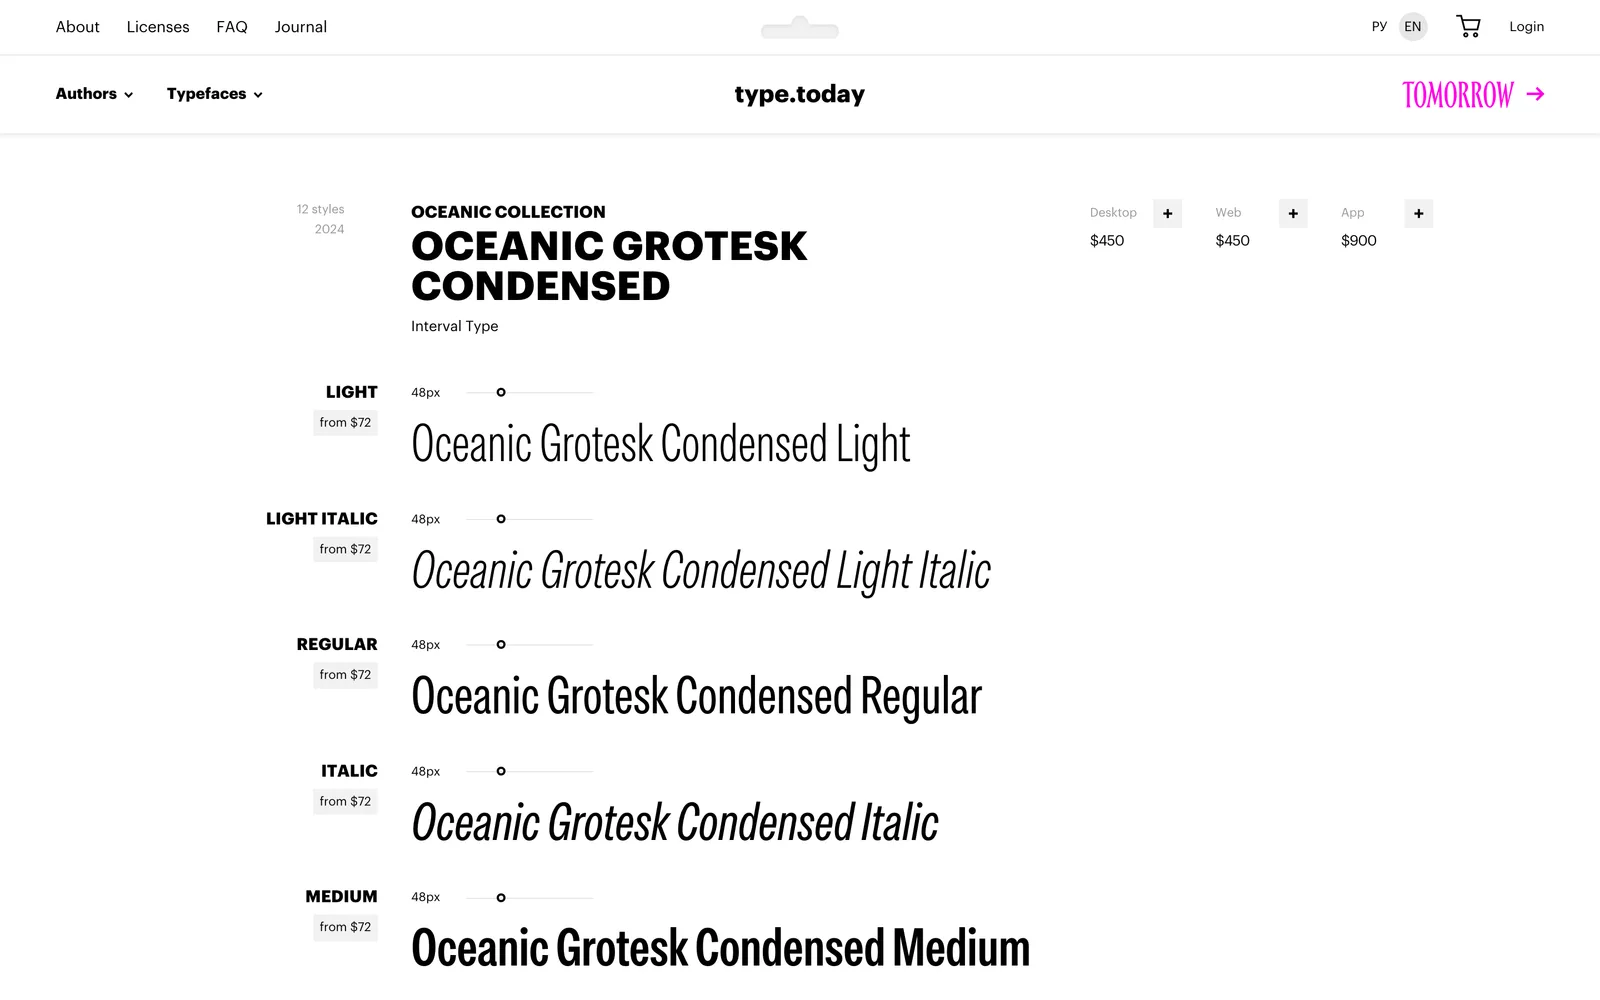 About Licenses FAQ Journal
РУ EN Login
Authors Typefaces
type.today
TOMORROW →
12 styles
2024
OCEANIC COLLECTION
OCEANIC GROTESK
CONDENSED
Interval Type
Desktop + Web + App +
$450 $450 $900
LIGHT 48px
from $72
Oceanic Grotesk Condensed Light
LIGHT ITALIC 48px
from $72
Oceanic Grotesk Condensed Light Italic
REGULAR 48px
from $72
Oceanic Grotesk Condensed Regular
ITALIC 48px
from $72
Oceanic Grotesk Condensed Italic
MEDIUM 48px
from $72
Oceanic Grotesk Condensed Medium